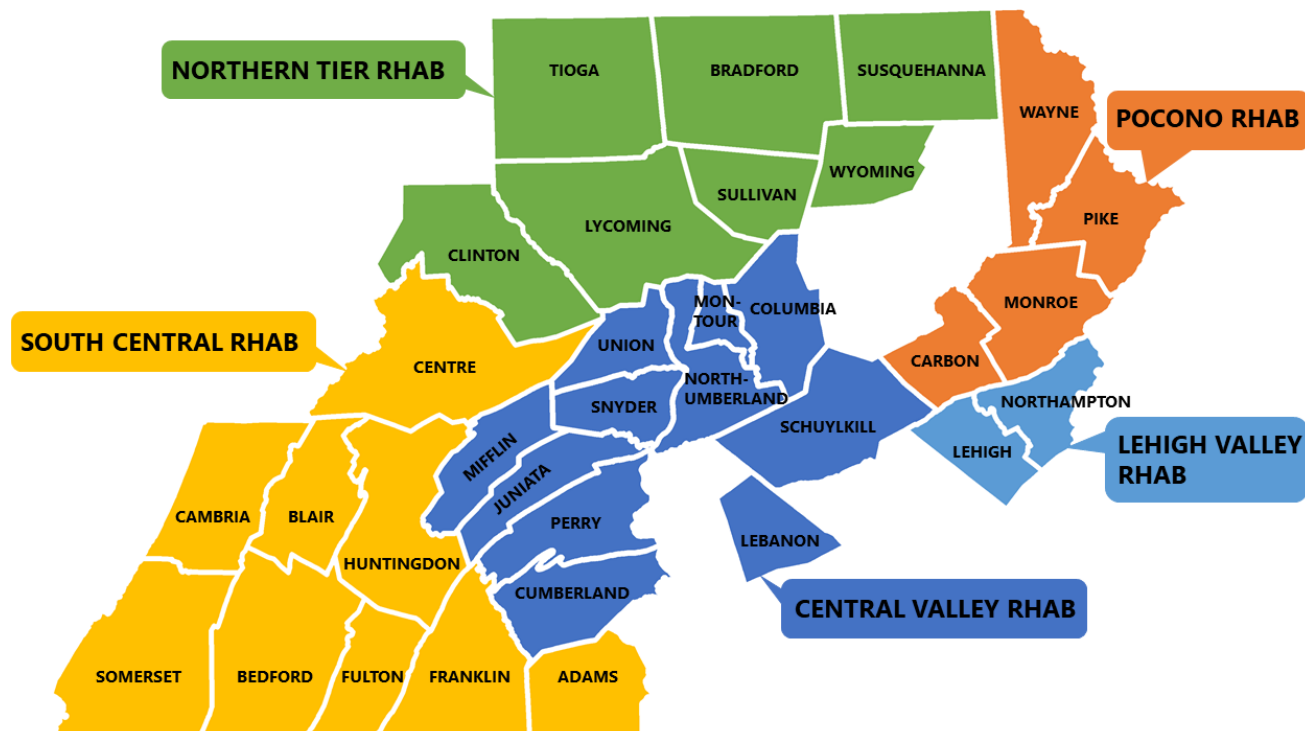 NORTHERN TIER RHAB
TIOGA
BRADFORD
SUSQUEHANNA
WAYNE
POCONO RHAB
WYOMING
SULLIVAN
LYCOMING
PIKE
CLINTON
MON-
TOUR
COLUMBIA
MONROE
SOUTH CENTRAL RHAB
UNION
CENTRE
CARBON
NORTH-
UMBERLAND
SNYDER
NORTHAMPTON
SCHUYLKILL
LEHIGH
LEHIGH VALLEY
RHAB
MIFFLIN
JUNIATA
CAMBRIA
BLAIR
PERRY
LEBANON
HUNTINGDON
CUMBERLAND
CENTRAL VALLEY RHAB
SOMERSET
BEDFORD
FULTON
FRANKLIN
ADAMS